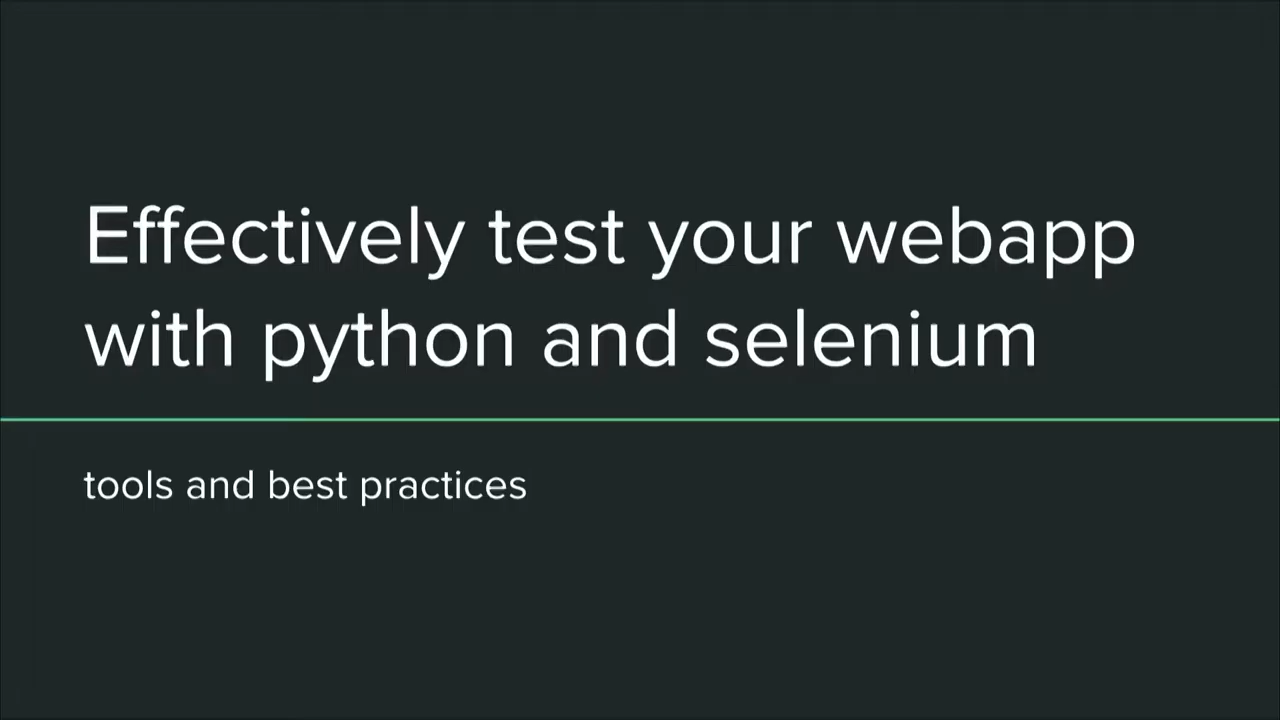 Effectively test your webapp
with python and selenium
tools and best practices